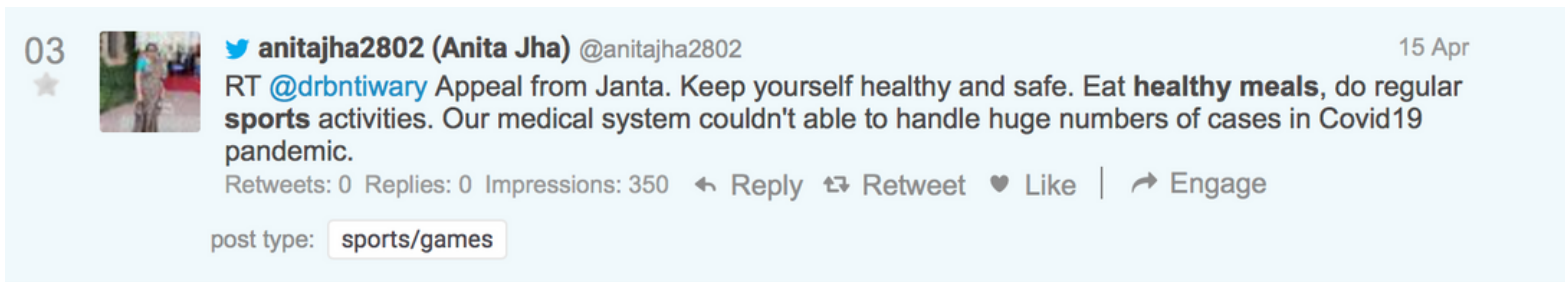 03
anitajha2802 (Anita Jha) @anitajha2802
15 Apr
RT @drbntiwary Appeal from Janta. Keep yourself healthy and safe. Eat healthy meals, do regular
sports activities. Our medical system couldn't able to handle huge numbers of cases in Covid19
pandemic.
Retweets: 0 Replies: 0 Impressions: 350 Reply Retweet Like | Engage
post type: sports/games